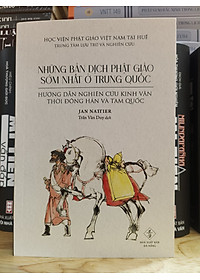 HỌC VIỆN PHẬT GIÁO VIỆT NAM TẠI HUẾ
TRUNG TÂM LƯU TRỮ VÀ NGHIÊN CỨU
NHỮNG BẢN DỊCH PHẬT GIÁO
SỚM NHẤT Ở TRUNG QUỐC
HƯỚNG DẪN NGHIÊN CỨU KINH VĂN
THỜI ĐÔNG HÁN VÀ TAM QUỐC
JAN NATTIER
Trần Văn Duy dịch